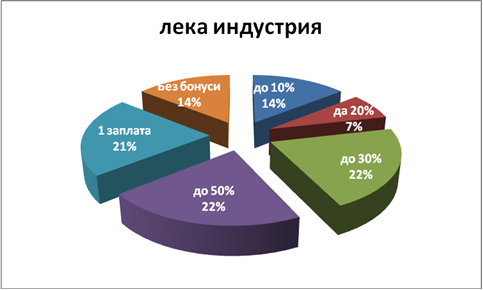 лека индустрия
Без бонуси
14%
до 10%
14%
да 20%
7%
до 30%
22%
до 50%
22%
1 заплата
21%